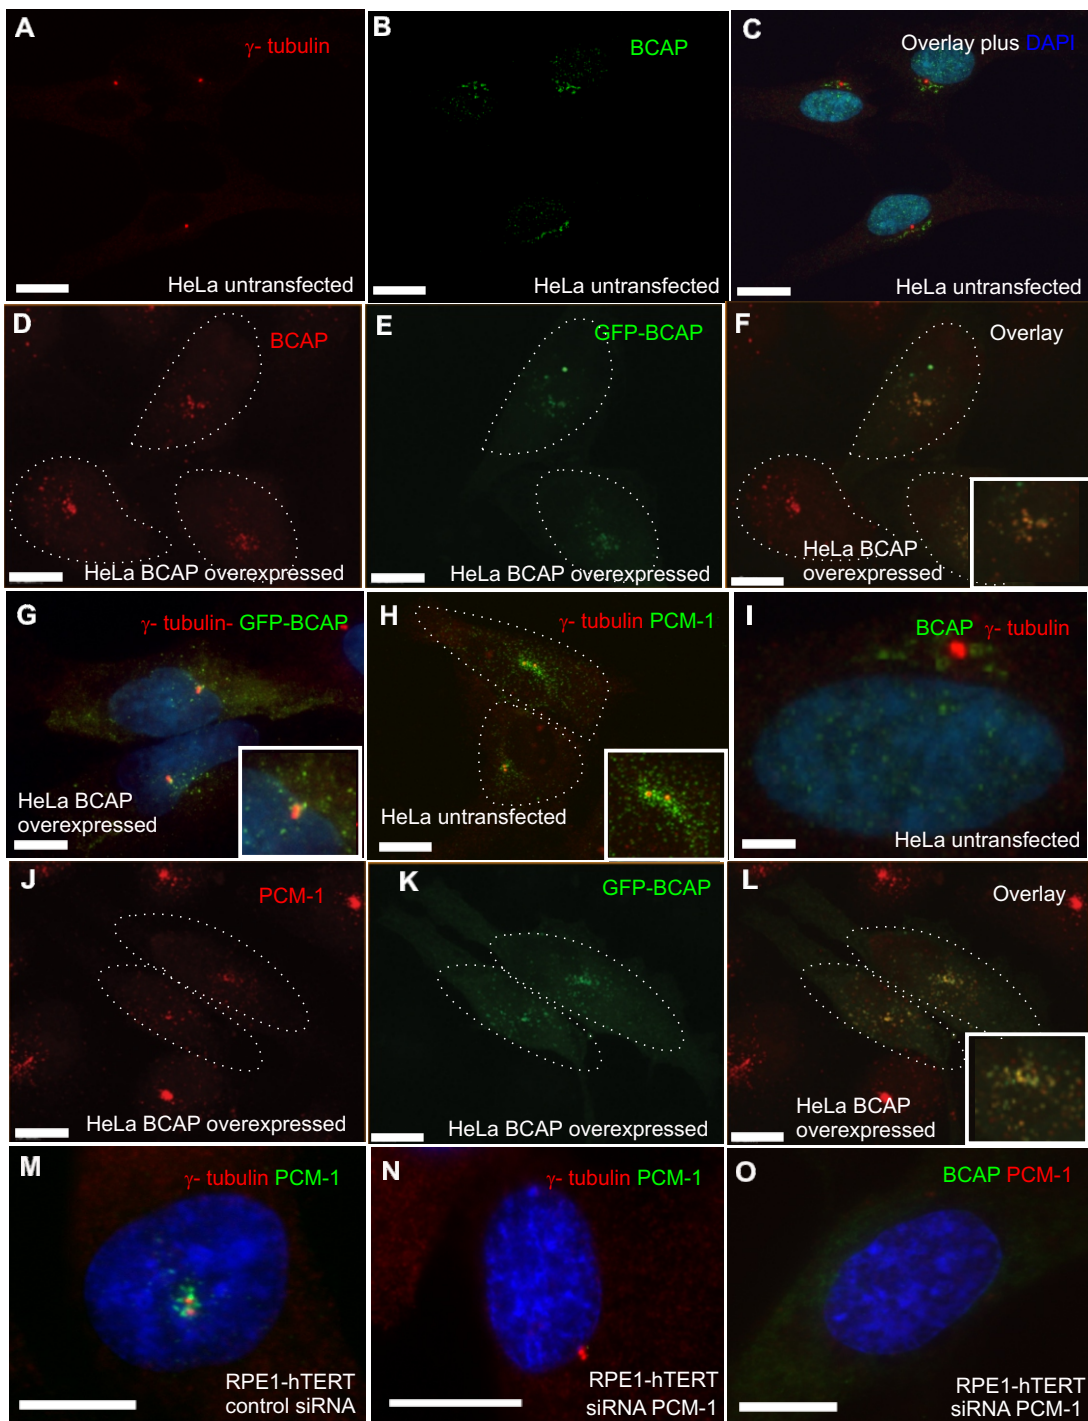 A
γ- tubulin
HeLa untransfected
B
BCAP
HeLa untransfected
C
Overlay plus DAPI
HeLa untransfected
D
BCAP
HeLa BCAP overexpressed
E
GFP-BCAP
HeLa BCAP overexpressed
F
Overlay
HeLa BCAP
overexpressed
G
γ- tubulin- GFP-BCAP
HeLa BCAP
overexpressed
H
γ- tubulin PCM-1
HeLa untransfected
I
BCAP γ- tubulin
HeLa untransfected
J
PCM-1
HeLa BCAP overexpressed
K
GFP-BCAP
HeLa BCAP overexpressed
L
Overlay
HeLa BCAP
overexpressed
M
γ- tubulin PCM-1
RPE1-hTERT
control siRNA
N
γ- tubulin PCM-1
RPE1-hTERT
siRNA PCM-1
O
BCAP PCM-1
RPE1-hTERT
siRNA PCM-1